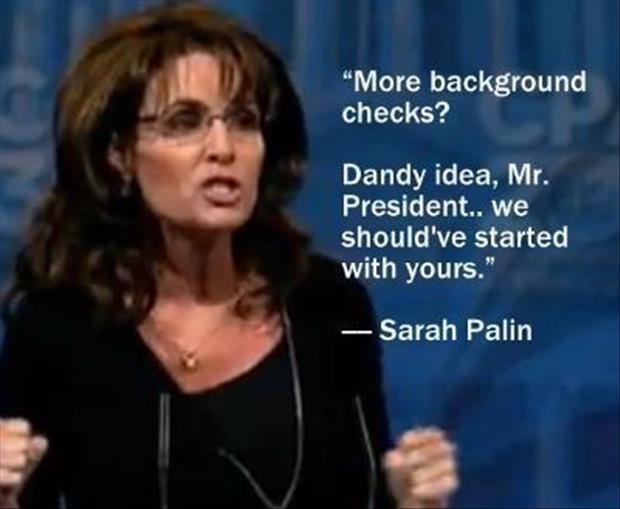 “More background
checks?
Dandy idea, Mr.
President.. we
should've started
with yours.”
— Sarah Palin